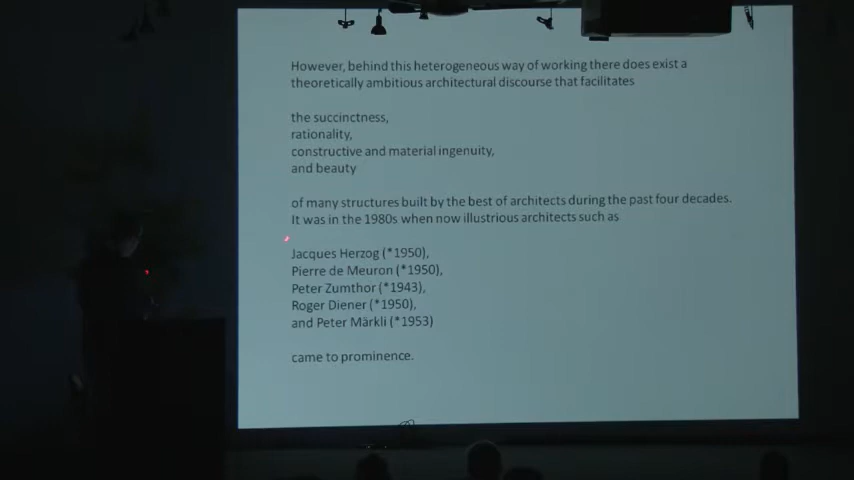 However, behind this heterogeneous way of working there does exist a
theoretically ambitious architectural discourse that facilitates
the succinctness,
rationality,
constructive and material ingenuity,
and beauty
of many structures built by the best of architects during the past four decades.
It was in the 1980s when now illustrious architects such as
Jacques Herzog (*1950),
Pierre de Meuron (*1950),
Peter Zumthor (*1943),
Roger Diener (*1950),
and Peter Märkli (*1953)
came to prominence.